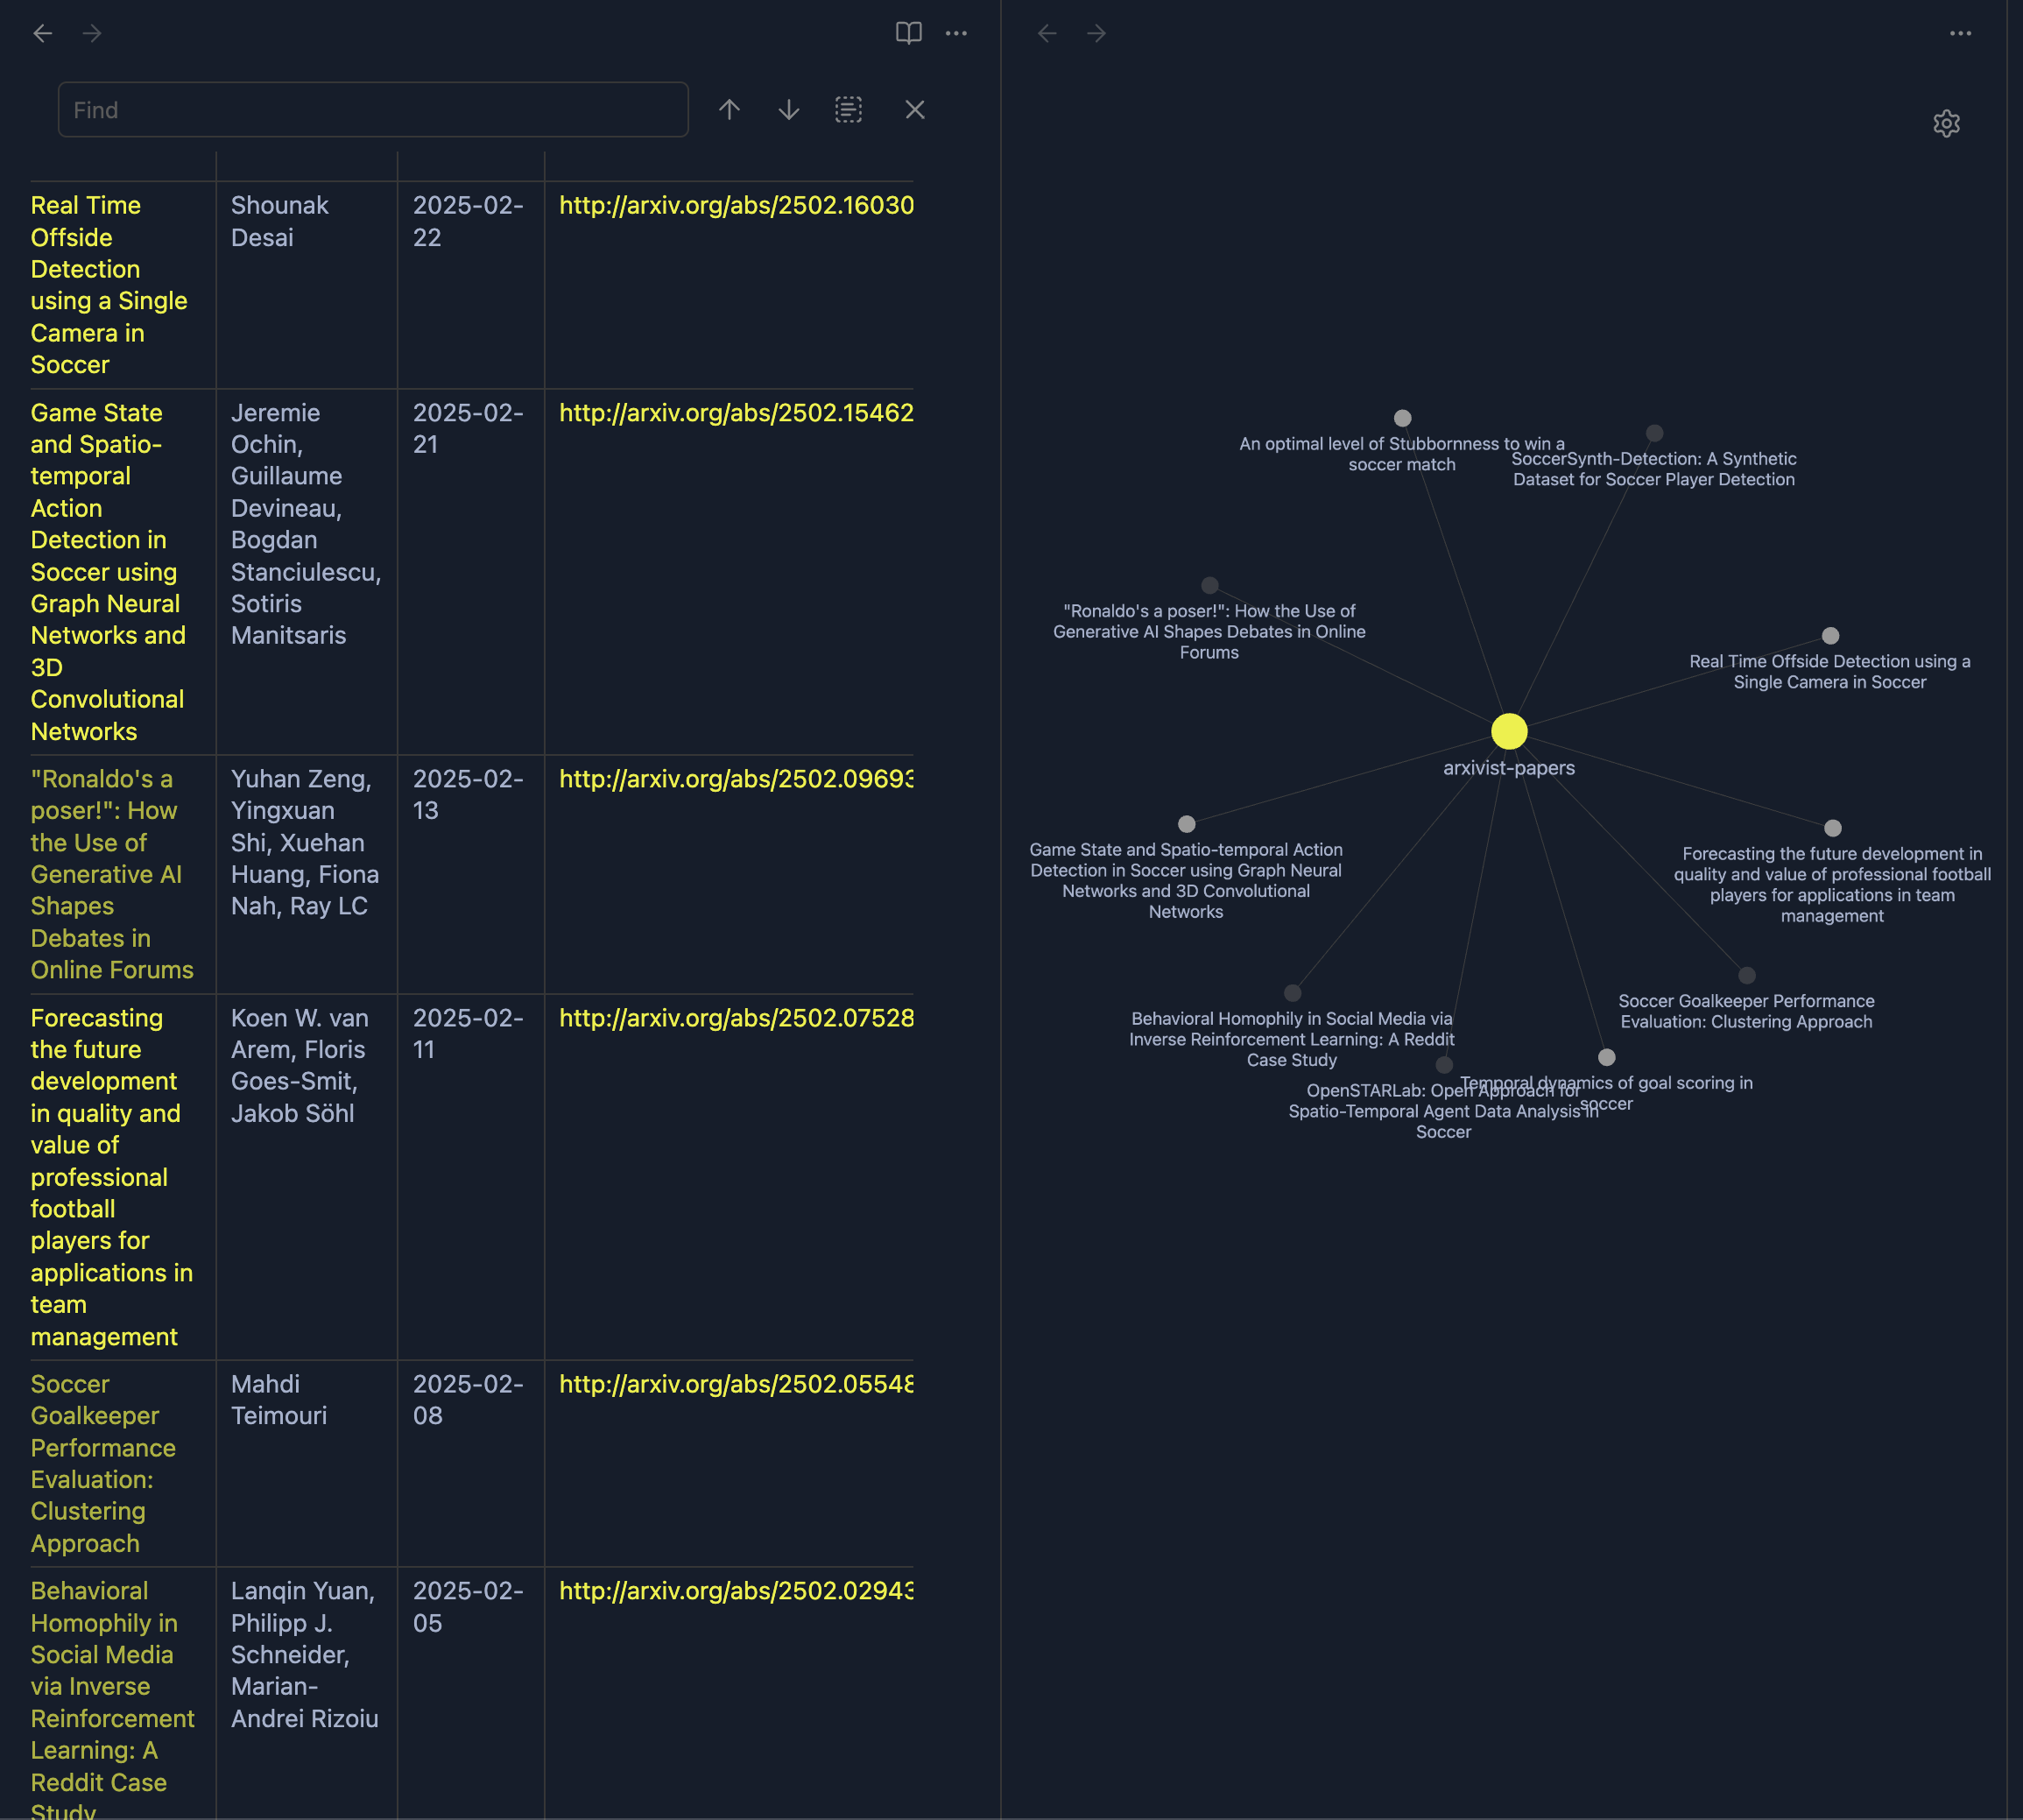 Find
Real Time
Offside
Detection
using a Single
Camera in
Soccer
Shounak
Desai
2025-02-
22
http://arxiv.org/abs/2502.16030
Game State
and Spatio-
temporal
Action
Detection in
Soccer using
Graph Neural
Networks and
3D
Convolutional
Networks
Jeremie
Ochin,
Guillaume
Devineau,
Bogdan
Stanciulescu,
Sotiris
Manitsaris
2025-02-
21
http://arxiv.org/abs/2502.15462
"Ronaldo's a
poser!": How
the Use of
Generative AI
Shapes
Debates in
Online Forums
Yuhan Zeng,
Yingxuan
Shi, Xuehan
Huang, Fiona
Nah, Ray LC
2025-02-
13
http://arxiv.org/abs/2502.09693
Forecasting
the future
development
in quality and
value of
professional
football
players for
applications in
team
management
Koen W. van
Arem, Floris
Goes-Smit,
Jakob Söhl
2025-02-
11
http://arxiv.org/abs/2502.07528
Soccer
Goalkeeper
Performance
Evaluation:
Clustering
Approach
Mahdi
Teimouri
2025-02-
08
http://arxiv.org/abs/2502.05548
Behavioral
Homophily in
Social Media
via Inverse
Reinforcement
Learning: A
Reddit Case
Study
Lanqin Yuan,
Philipp J.
Schneider,
Marian-
Andrei Rizoiu
2025-02-
05
http://arxiv.org/abs/2502.02943
An optimal level of Stubbornness to win a
soccer match
SoccerSynth-Detection: A Synthetic
Dataset for Soccer Player Detection
"Ronaldo's a poser!": How the Use of
Generative AI Shapes Debates in Online
Forums
Real Time Offside Detection using a
Single Camera in Soccer
arxivist-papers
Game State and Spatio-temporal Action
Detection in Soccer using Graph Neural
Networks and 3D Convolutional
Networks
Forecasting the future development in
quality and value of professional football
players for applications in team
management
Behavioral Homophily in Social Media via
Inverse Reinforcement Learning: A Reddit
Case Study
Soccer Goalkeeper Performance
Evaluation: Clustering Approach
OpenSTARLab: Open Approach for
Spatio-Temporal Agent Data Analysis in
Soccer
Temporal dynamics of goal scoring in
soccer